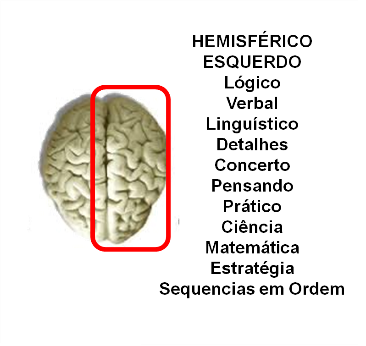 HEMISFÉRICO
ESQUERDO
Lógico
Verbal
Linguístico
Detalhes
Concerto
Pensando
Prático
Ciência
Matemática
Estratégia
Sequencias em Ordem